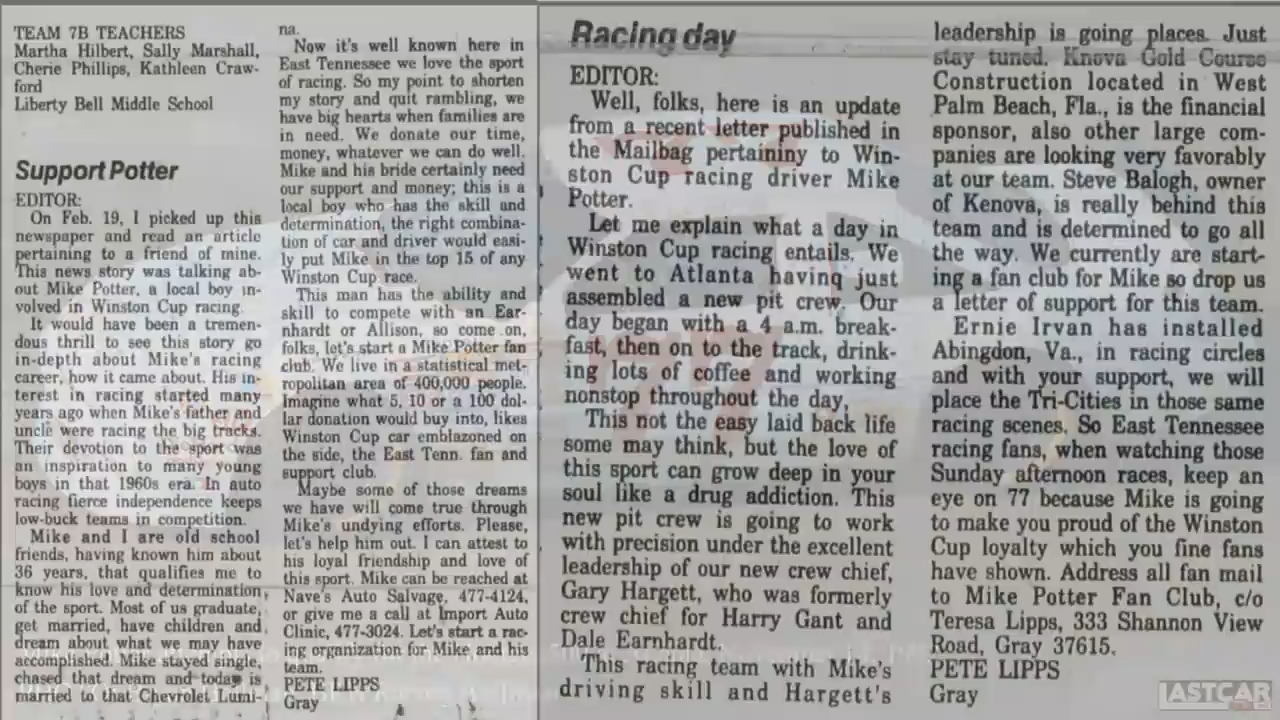 TEAM 7B TEACHERS
Martha Hilbert, Sally Marshall,
Cherie Phillips, Kathleen Craw-
ford
Liberty Bell Middle School
Support Potter
EDITOR:
On Feb. 19, I picked up this
newspaper and read an article
pertaining to a friend of mine.
This news story was talking ab-
out Mike Potter, a local boy in-
volved in Winston Cup racing.
It would have been a tremen-
dous thrill to see this story go
in-depth about Mike's racing
career, how it came about. His in-
terest in racing started many
years ago when Mike's father and
uncle were racing the big tracks.
Their devotion to the sport was
an inspiration to many young
boys in that 1960s era. In auto
racing fierce independence keeps
low-buck teams in competition.
Mike and I are old school
friends, having known him about
36 years, that qualifies me to
know his love and determination
of the sport. Most of us graduate,
get married, have children and
dream about what we may have
accomplished. Mike stayed single,
chased that dream and today is
married to that Chevrolet Lumi-
na.
Now it's well known here in
East Tennessee we love the sport
of racing. So my point to shorten
my story and quit rambling, we
have big hearts when families are
in need. We donate our time,
money, whatever we can do well.
Mike and his bride certainly need
our support and money; this is a
local boy who has the skill and
determination, the right combina-
tion of car and driver would easi-
ly put Mike in the top 15 of any
Winston Cup race.
This man has the ability and
skill to compete with an Ear-
nhardt or Allison, so come on,
folks, let's start a Mike Potter fan
club. We live in a statistical met-
ropolitan area of 400,000 people.
Imagine what 5, 10 or a 100 dol-
lar donation would buy into, likes
Winston Cup car emblazoned on
the side, the East Tenn. fan and
support club.
Maybe some of those dreams
we have will come true through
Mike's undying efforts. Please,
let's help him out. I can attest to
his loyal friendship and love of
this sport. Mike can be reached at
Nave's Auto Salvage, 477-4124,
or give me a call at Import Auto
Clinic, 477-3024. Let's start a rac-
ing organization for Mike and his
team.
PETE LIPPS
Gray
Racing day
EDITOR:
Well, folks, here is an update
from a recent letter published in
the Mailbag pertaininy to Win-
ston Cup racing driver Mike
Potter.
Let me explain what a day in
Winston Cup racing entails. We
went to Atlanta having just
assembled a new pit crew. Our
day began with a 4 a.m. break-
fast, then on to the track, drink-
ing lots of coffee and working
nonstop throughout the day.
This not the easy laid back life
some may think, but the love of
this sport can grow deep in your
soul like a drug addiction. This
new pit crew is going to work
with precision under the excellent
leadership of our new crew chief,
Gary Hargett, who was formerly
crew chief for Harry Gant and
Dale Earnhardt.
This racing team with Mike's
driving skill and Hargett's
leadership is going places. Just
stay tuned. Knova Gold Course
Construction located in West
Palm Beach, Fla., is the financial
sponsor, also other large com-
panies are looking very favorably
at our team. Steve Balogh, owner
of Kenova, is really behind this
team and is determined to go all
the way. We currently are start-
ing a fan club for Mike so drop us
a letter of support for this team.
Ernie Irvan has installed
Abingdon, Va., in racing circles
and with your support, we will
place the Tri-Cities in those same
racing scenes. So East Tennessee
racing fans, when watching those
Sunday afternoon races, keep an
eye on 77 because Mike is going
to make you proud of the Winston
Cup loyalty which you fine fans
have shown. Address all fan mail
to Mike Potter Fan Club, c/o
Teresa Lipps, 333 Shannon View
Road, Gray 37615.
PETE LIPPS
Gray
LASTCAR